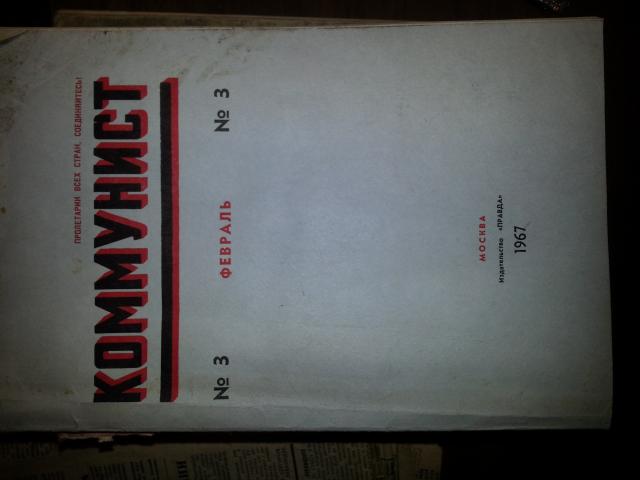 ПРОЛЕТАРИИ ВСЕХ СТРАН, СОЕДИНЯЙТЕСЬ!
КОММУНИСТ
№ 3 ФЕВРАЛЬ № 3
МОСКВА
Издательство «ПРАВДА»
1967